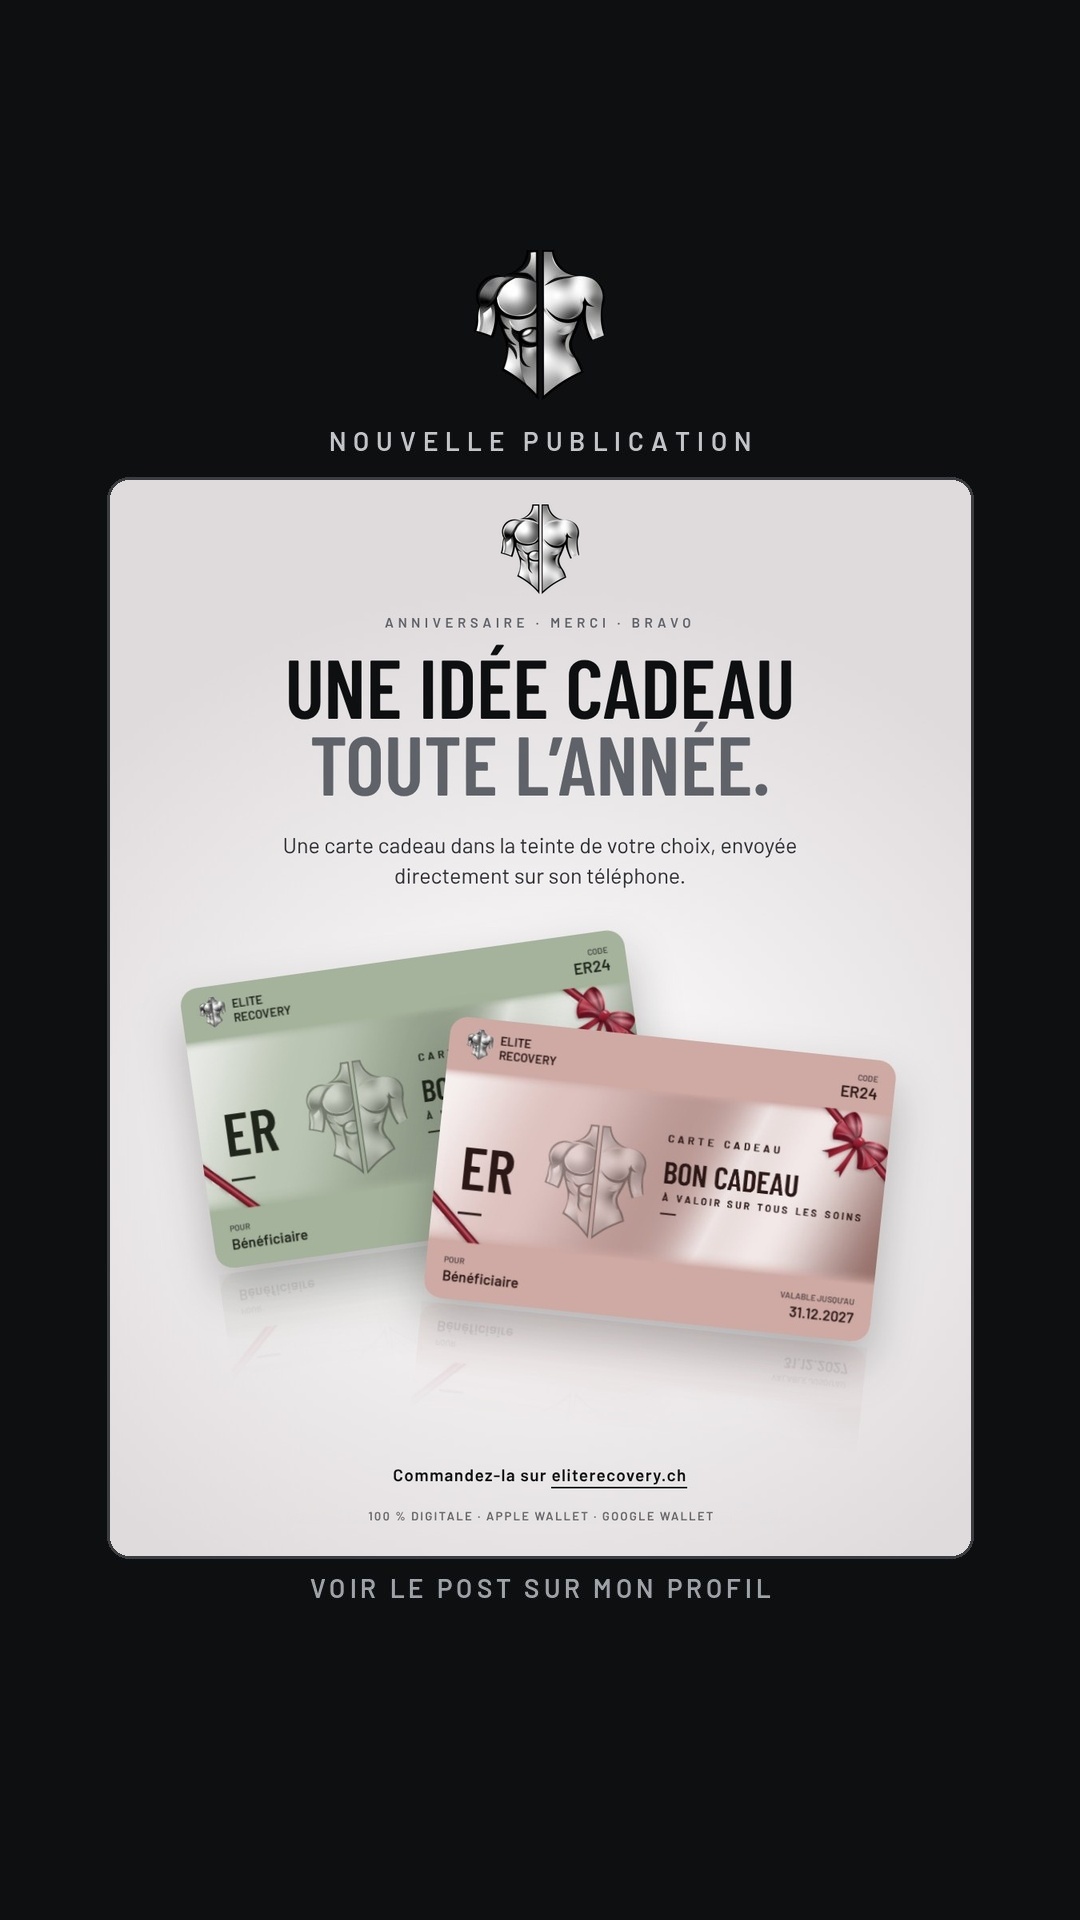 NOUVELLE PUBLICATION
ANNIVERSAIRE · MERCI · BRAVO
UNE IDÉE CADEAU
TOUTE L’ANNÉE.
Une carte cadeau dans la teinte de votre choix, envoyée
directement sur son téléphone.
ELITE
RECOVERY
CODE
ER24
ER
POUR
Bénéficiaire
ELITE
RECOVERY
CODE
ER24
CARTE CADEAU
BON CADEAU
À VALOIR SUR TOUS LES SOINS
ER
POUR
Bénéficiaire
VALABLE JUSQU'AU
31.12.2027
Commandez-la sur eliterecovery.ch
100 % DIGITALE · APPLE WALLET · GOOGLE WALLET
VOIR LE POST SUR MON PROFIL